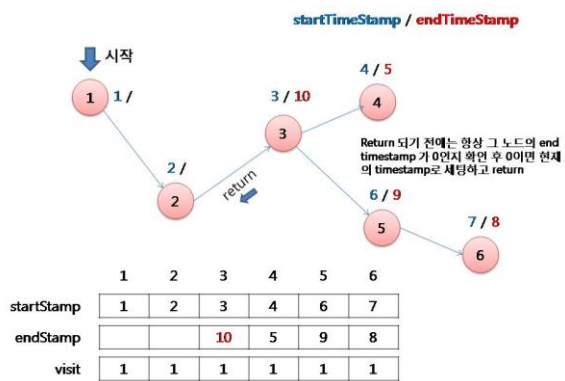 startTimeStamp / endTimeStamp
시작
1
1 /
2 /
2
return
3 / 10
3
4 / 5
4
Return 되기 전에는 항상 그 노드의 end
timestamp 가 0인지 확인 후 0이면 현재
의 timestamp로 세팅하고 return
6 / 9
5
7 / 8
6
1 2 3 4 5 6
startStamp 1 2 3 4 6 7
endStamp 10 5 9 8
visit 1 1 1 1 1 1